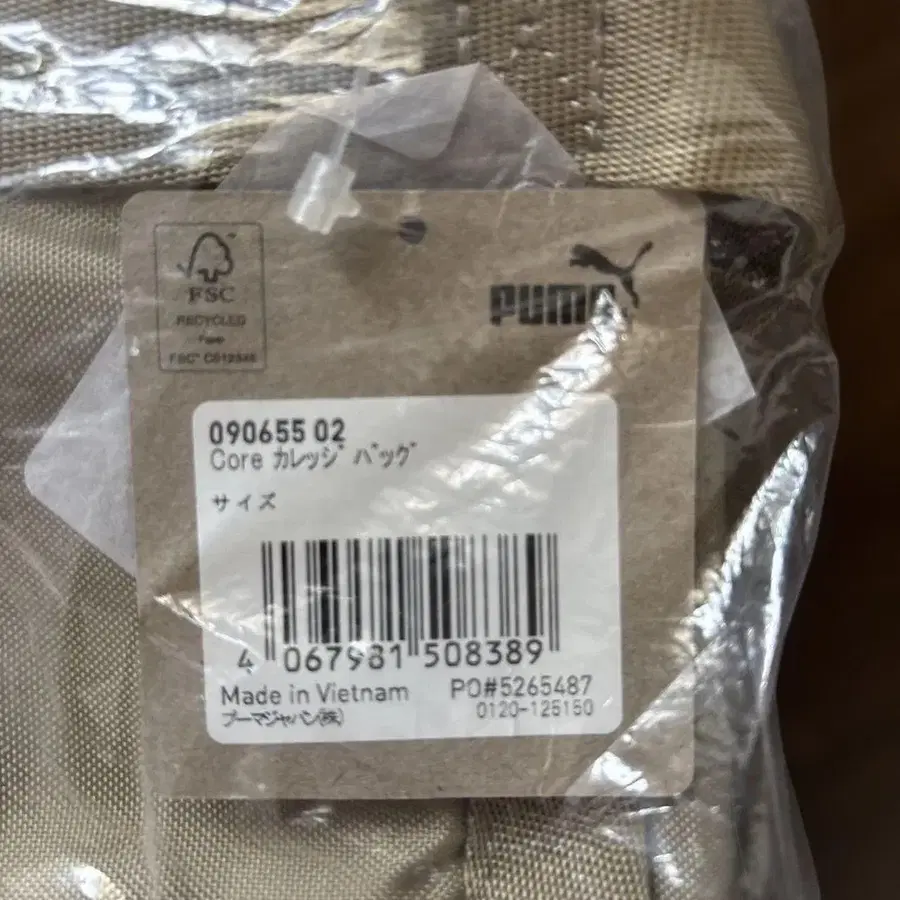 FSC
RECYCLED
PUMA
090655 02
Core カレッジ バッグ
サイズ
4 067981 508389
Made in Vietnam PO#5265487
プーマジャパン(株) 0120-125150